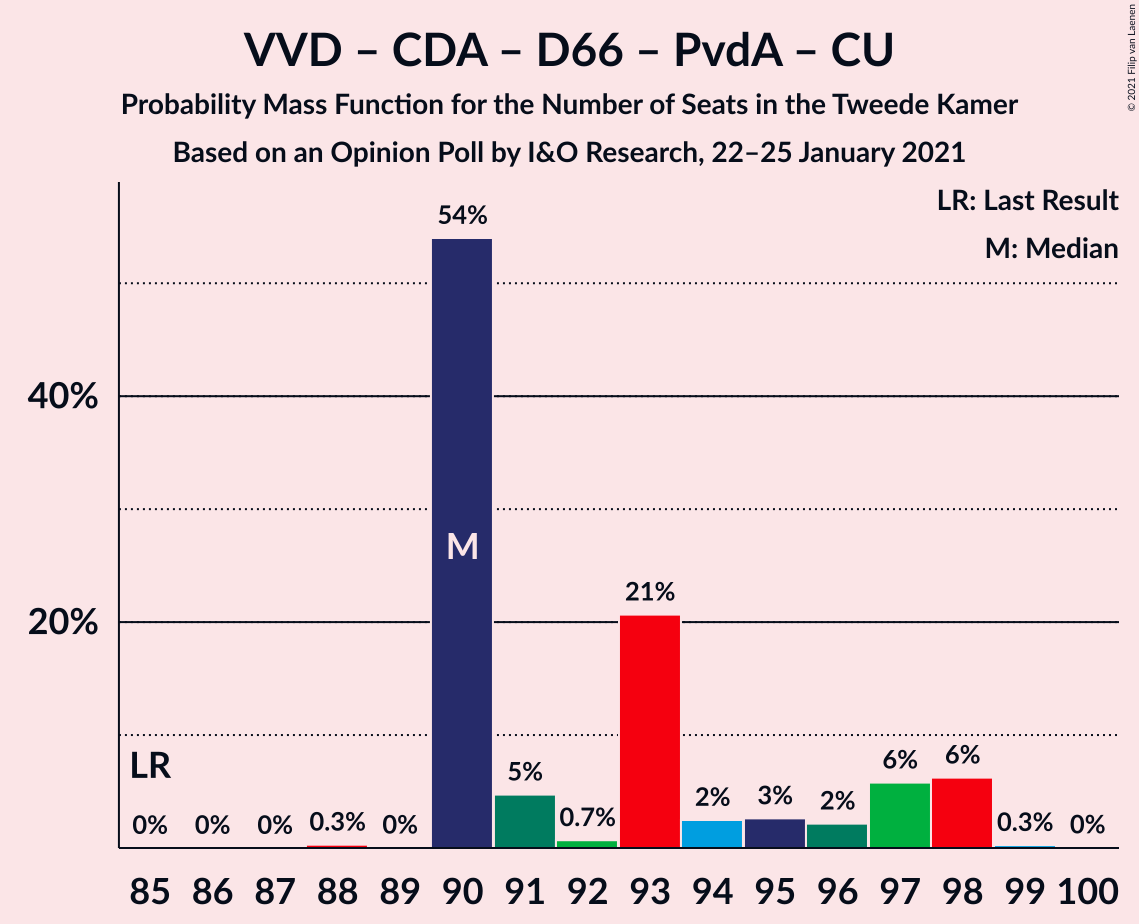 VVD – CDA – D66 – PvdA – CU
Probability Mass Function for the Number of Seats in the Tweede Kamer
Based on an Opinion Poll by I&O Research, 22–25 January 2021
© 2021 Filip van Laenen
LR: Last Result
M: Median
54%
40%
M
21%
20%
LR
0% 0% 0% 0.3% 0% 5% 0.7% 2% 3% 2% 6% 6% 0.3% 0%
85 86 87 88 89 90 91 92 93 94 95 96 97 98 99 100